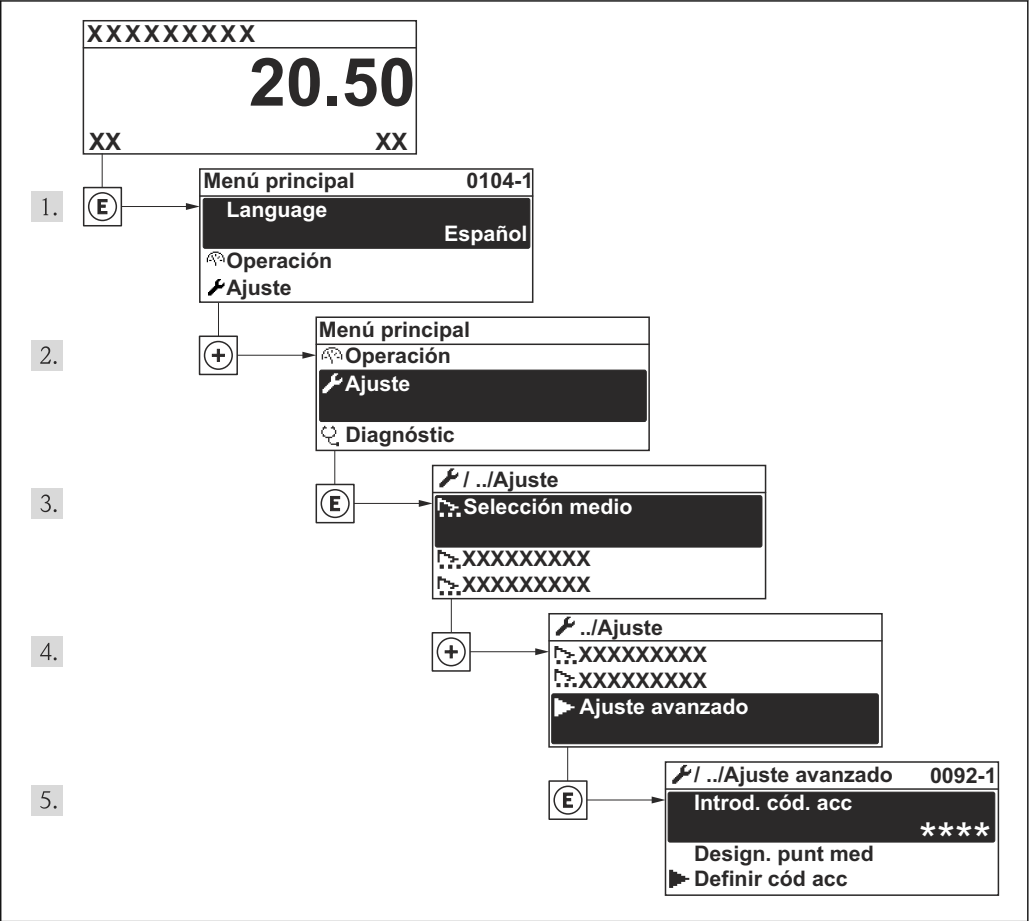 XXXXXXXXX
20.50
XX XX
1. E
Menú principal 0104-1
Language
Español
Operación
Ajuste
2. +
Menú principal
Operación
Ajuste
Diagnóstic
3. E
/ ../Ajuste
Selección medio
XXXXXXXXX
XXXXXXXXX
4. +
../Ajuste
XXXXXXXXX
XXXXXXXXX
Ajuste avanzado
5. E
/ ../Ajuste avanzado 0092-1
Introd. cód. acc
****
Design. punt med
Definir cód acc